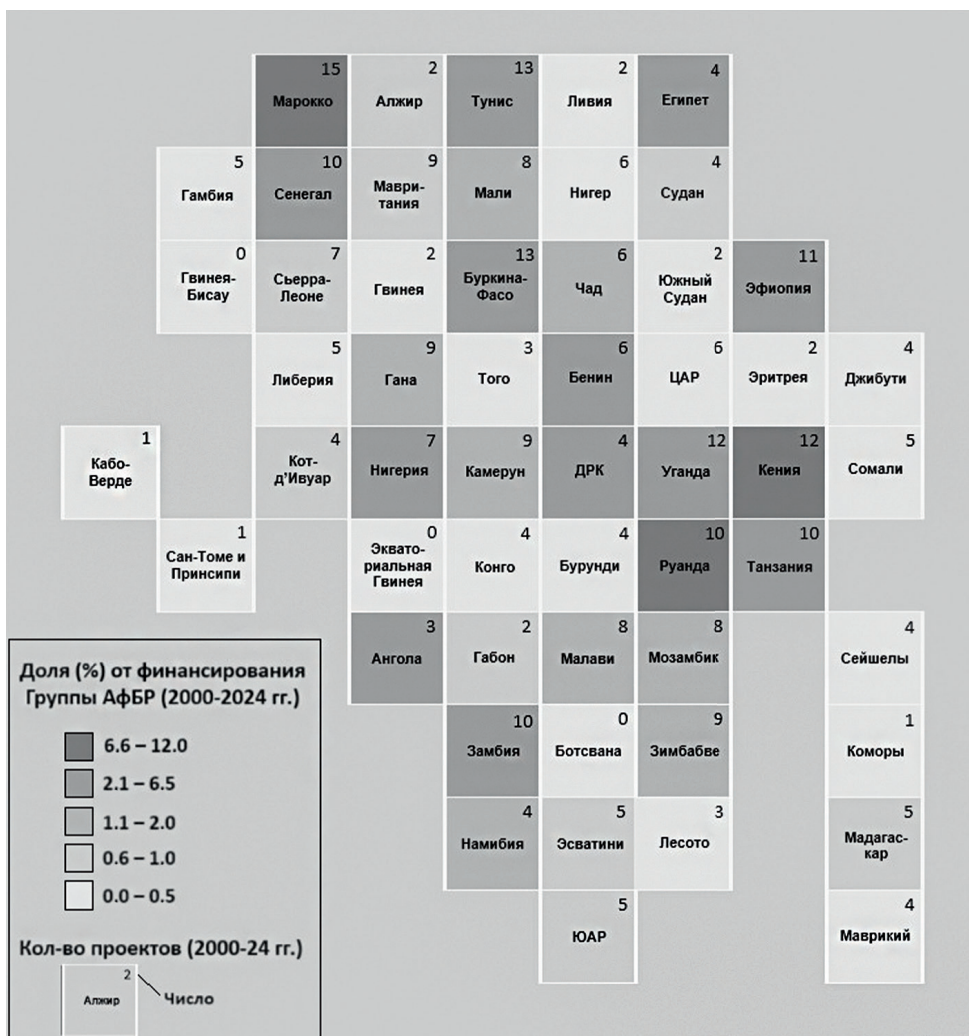 15
Марокко
2
Алжир
13
Тунис
2
Ливия
4
Египет
5
Гамбия
10
Сенегал
9
Маври-
тания
8
Мали
6
Нигер
4
Судан
0
Гвинея-
Бисау
7
Сьерра-
Леоне
2
Гвинея
13
Буркина-
Фасо
6
Чад
2
Южный
Судан
11
Эфиопия
5
Либерия
9
Гана
3
Того
6
Бенин
6
ЦАР
2
Эритрея
4
Джибути
1
Кабо-
Верде
4
Кот-
д'Ивуар
7
Нигерия
9
Камерун
4
ДРК
12
Уганда
12
Кения
5
Сомали
1
Сан-Томе и
Принсипи
0
Эквато-
риальная
Гвинея
4
Конго
4
Бурунди
10
Руанда
10
Танзания
3
Ангола
2
Габон
8
Малави
8
Мозамбик
4
Сейшелы
10
Замбия
0
Ботсвана
9
Зимбабве
1
Коморы
4
Намибия
5
Эсватини
3
Лесото
5
Мадагас-
кар
5
ЮАР
4
Маврикий
Доля (%) от финансирования
Группы АфБР (2000-2024 гг.)
6.6 – 12.0
2.1 – 6.5
1.1 – 2.0
0.6 – 1.0
0.0 – 0.5
Кол-во проектов (2000-24 гг.)
2
Алжир
Число